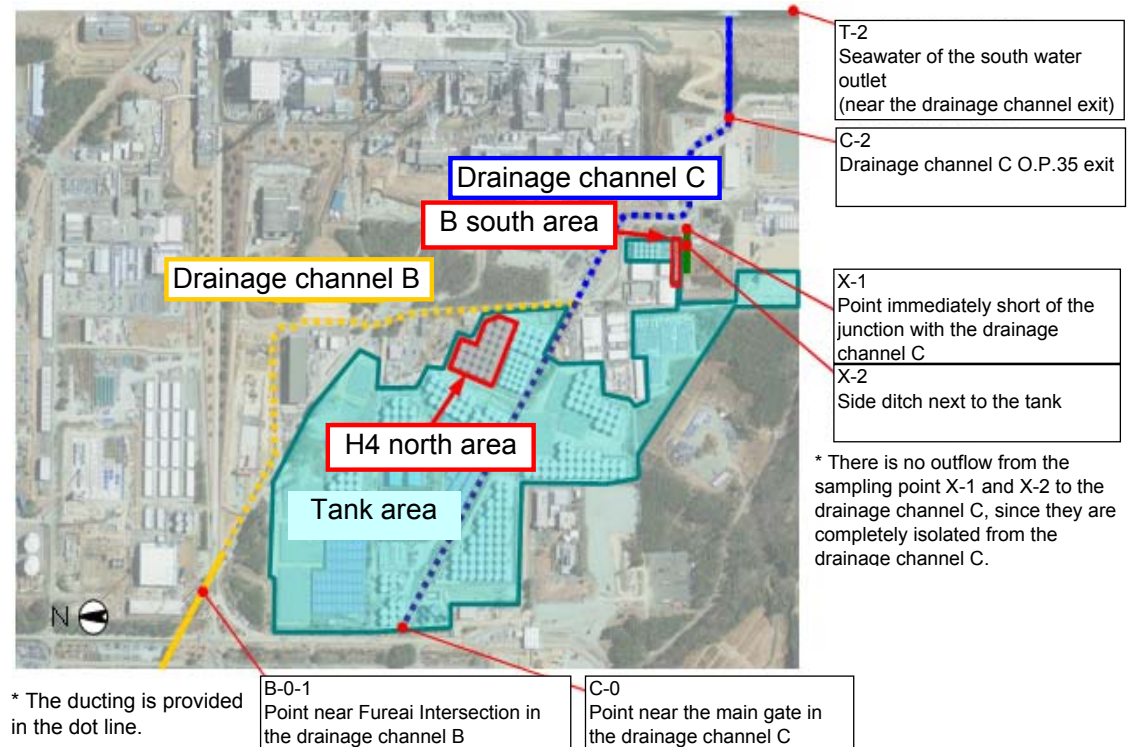 T-2
Seawater of the south water
outlet
(near the drainage channel exit)
C-2
Drainage channel C O.P.35 exit
Drainage channel C
B south area
Drainage channel B
X-1
Point immediately short of the
junction with the drainage
channel C
X-2
Side ditch next to the tank
H4 north area
Tank area
* There is no outflow from the
sampling point X-1 and X-2 to the
drainage channel C, since they are
completely isolated from the
drainage channel C.
N
* The ducting is provided
in the dot line.
B-0-1
Point near Fureai Intersection in
the drainage channel B
C-0
Point near the main gate in
the drainage channel C